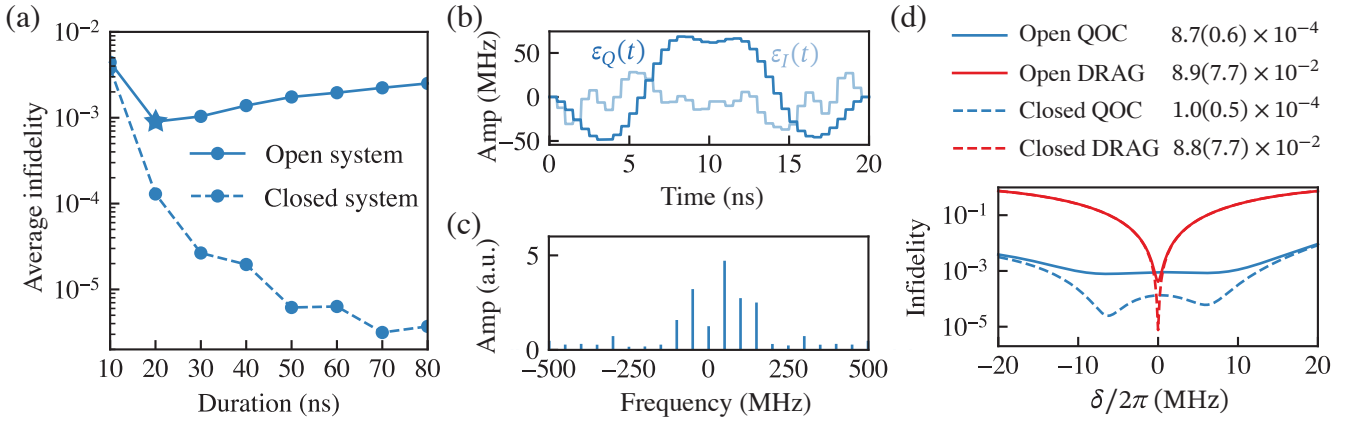 (a)
10⁻²
10⁻³
10⁻⁴
10⁻⁵
Average infidelity
Open system
Closed system
10 20 30 40 50 60 70 80
Duration (ns)
(b)
50
0
−50
Amp (MHz)
ε_Q(t)
ε_I(t)
0 5 10 15 20
Time (ns)
(c)
5
0
Amp (a.u.)
−500 −250 0 250 500
Frequency (MHz)
(d)
Open QOC 8.7(0.6) × 10⁻⁴
Open DRAG 8.9(7.7) × 10⁻²
Closed QOC 1.0(0.5) × 10⁻⁴
Closed DRAG 8.8(7.7) × 10⁻²
10⁻¹
10⁻³
10⁻⁵
Infidelity
−20 −10 0 10 20
δ/2π (MHz)